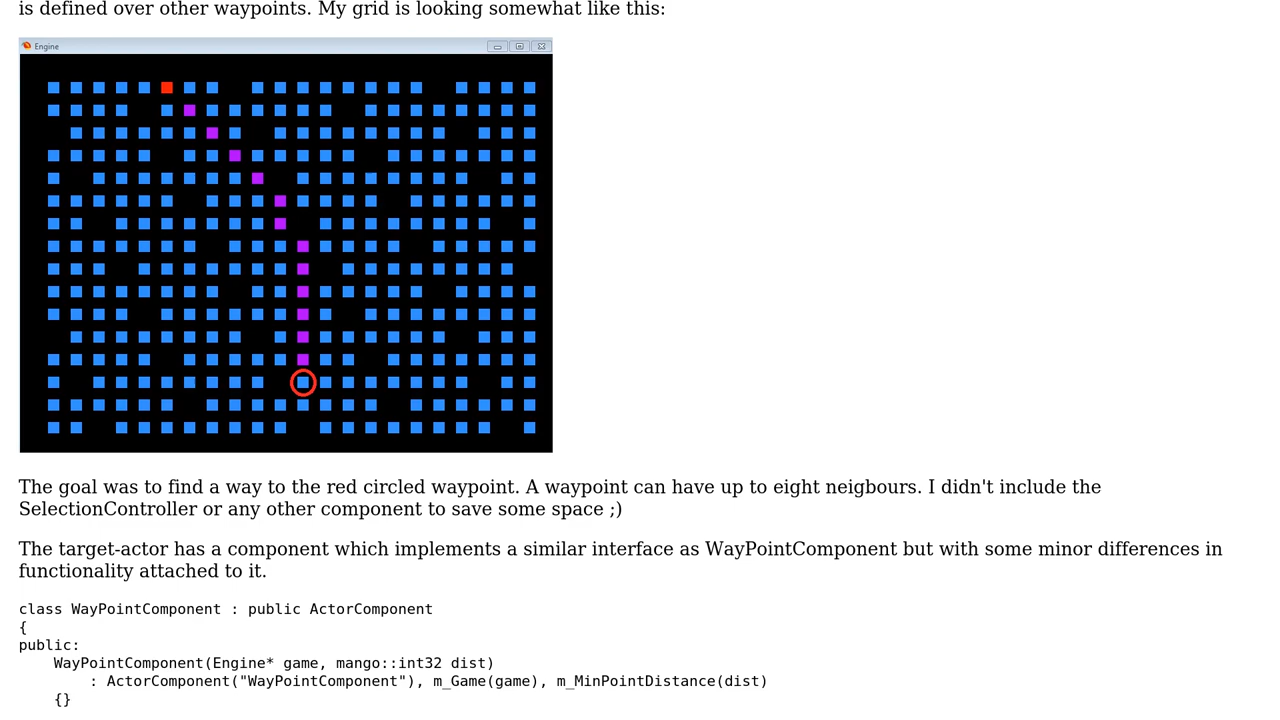 is defined over other waypoints. My grid is looking somewhat like this:
Engine
The goal was to find a way to the red circled waypoint. A waypoint can have up to eight neigbours. I didn't include the
SelectionController or any other component to save some space ;)
The target-actor has a component which implements a similar interface as WayPointComponent but with some minor differences in
functionality attached to it.
class WayPointComponent : public ActorComponent
{
public:
    WayPointComponent(Engine* game, mango::int32 dist)
        : ActorComponent("WayPointComponent"), m_Game(game), m_MinPointDistance(dist)
    {}